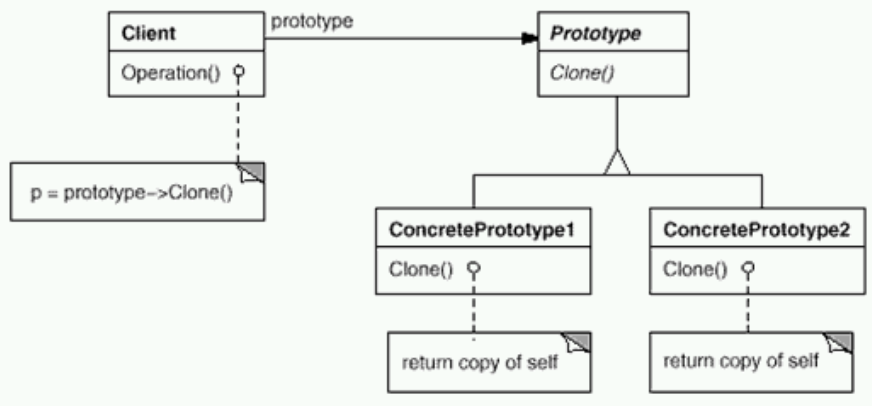 Client
prototype
Prototype
Operation()
Clone()
p = prototype–>Clone()
ConcretePrototype1
ConcretePrototype2
Clone()
Clone()
return copy of self
return copy of self